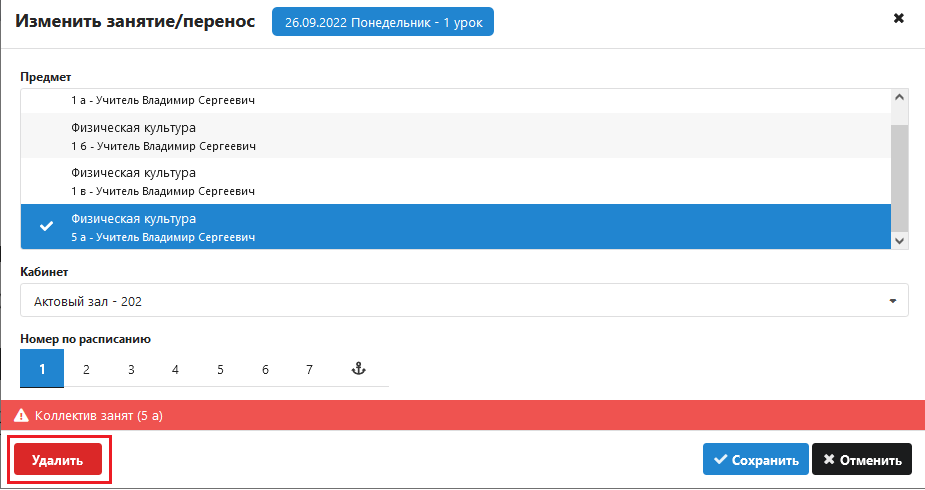 Изменить занятие/перенос
26.09.2022 Понедельник - 1 урок
Предмет
1 а - Учитель Владимир Сергеевич
Физическая культура
1 б - Учитель Владимир Сергеевич
Физическая культура
1 в - Учитель Владимир Сергеевич
Физическая культура
5 а - Учитель Владимир Сергеевич
Кабинет
Актовый зал - 202
Номер по расписанию
1 2 3 4 5 6 7
Коллектив занят (5 а)
Удалить
Сохранить
Отменить